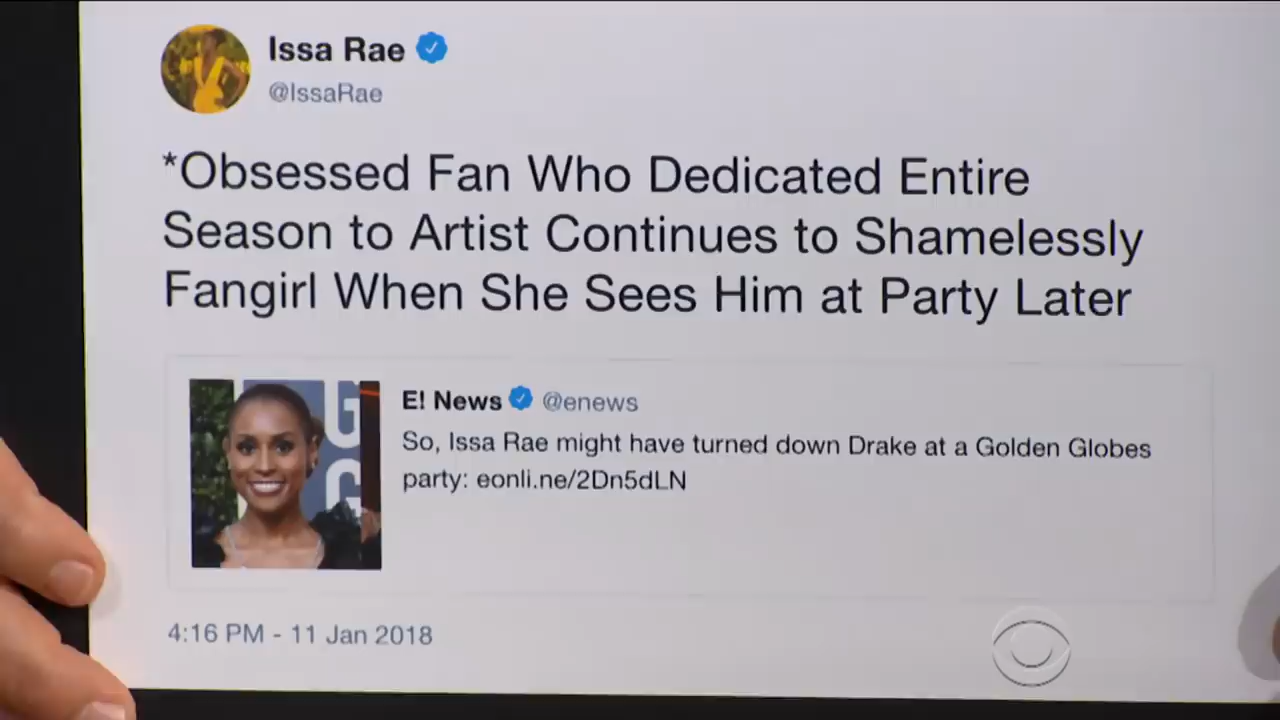 Issa Rae
@IssaRae
*Obsessed Fan Who Dedicated Entire
Season to Artist Continues to Shamelessly
Fangirl When She Sees Him at Party Later
E! News @enews
So, Issa Rae might have turned down Drake at a Golden Globes
party: eonli.ne/2Dn5dLN
4:16 PM - 11 Jan 2018